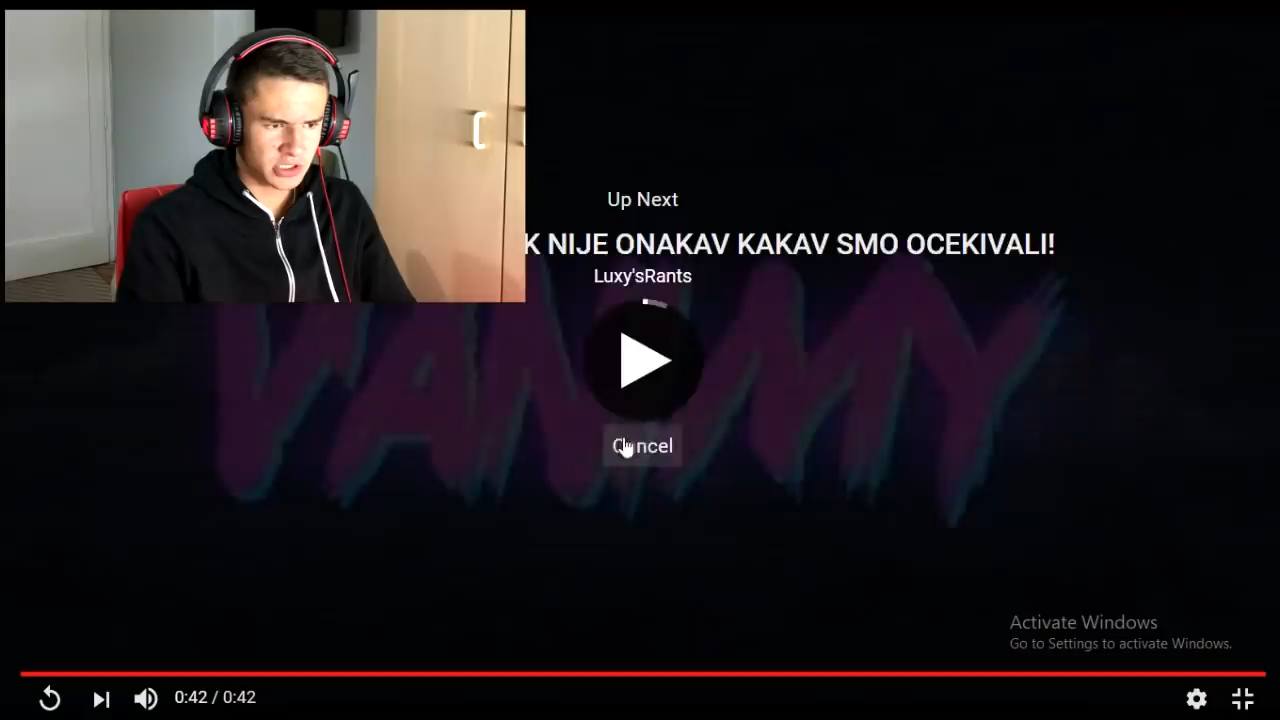 Up Next
K NIJE ONAKAV KAKAV SMO OCEKIVALI!
Luxy'sRants
VANMMY
Cancel
Activate Windows
Go to Settings to activate Windows.
0:42 / 0:42